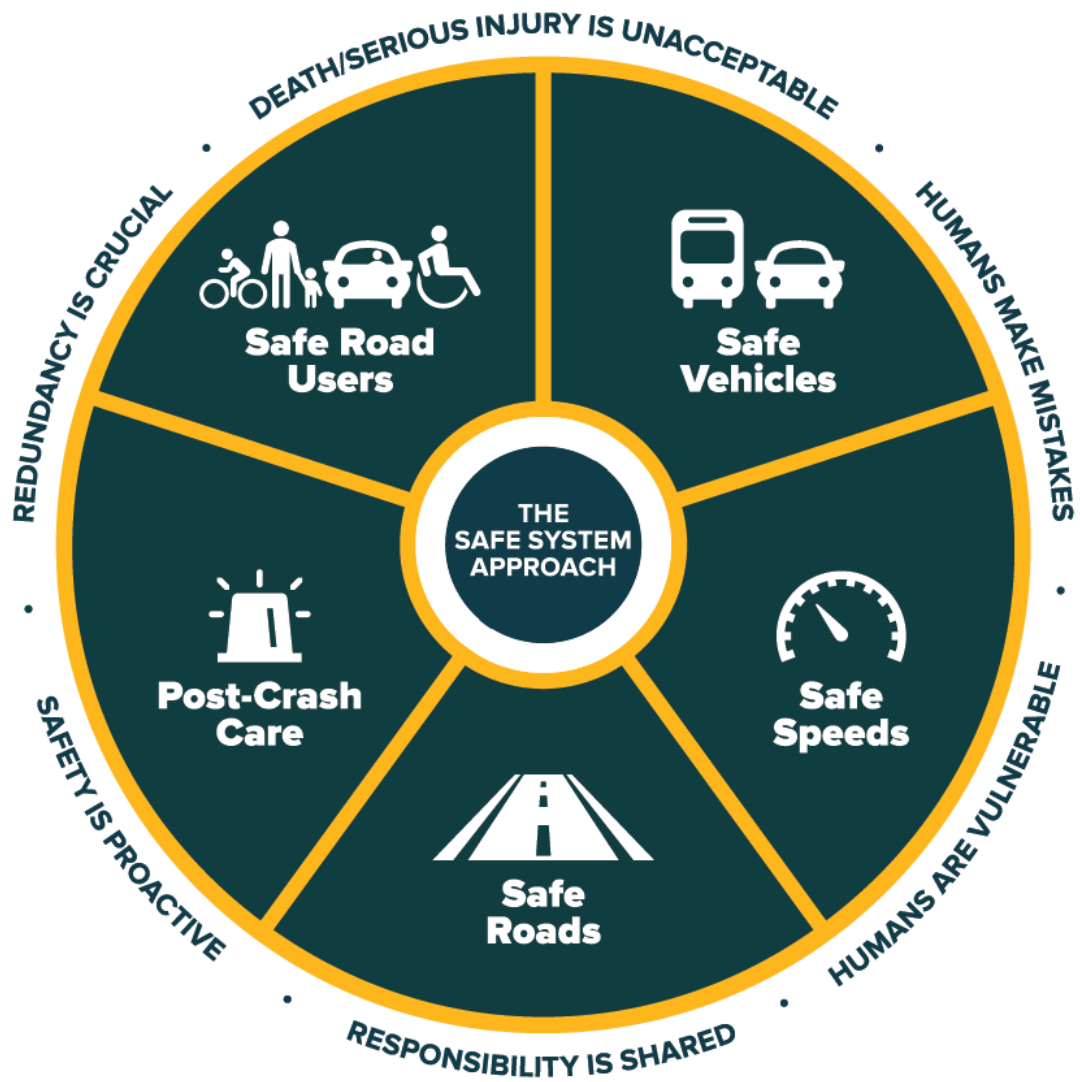 DEATH/SERIOUS INJURY IS UNACCEPTABLE
HUMANS MAKE MISTAKES
HUMANS ARE VULNERABLE
RESPONSIBILITY IS SHARED
SAFETY IS PROACTIVE
REDUNDANCY IS CRUCIAL
Safe Road
Users
Safe
Vehicles
Safe
Speeds
Safe
Roads
Post-Crash
Care
THE
SAFE SYSTEM
APPROACH